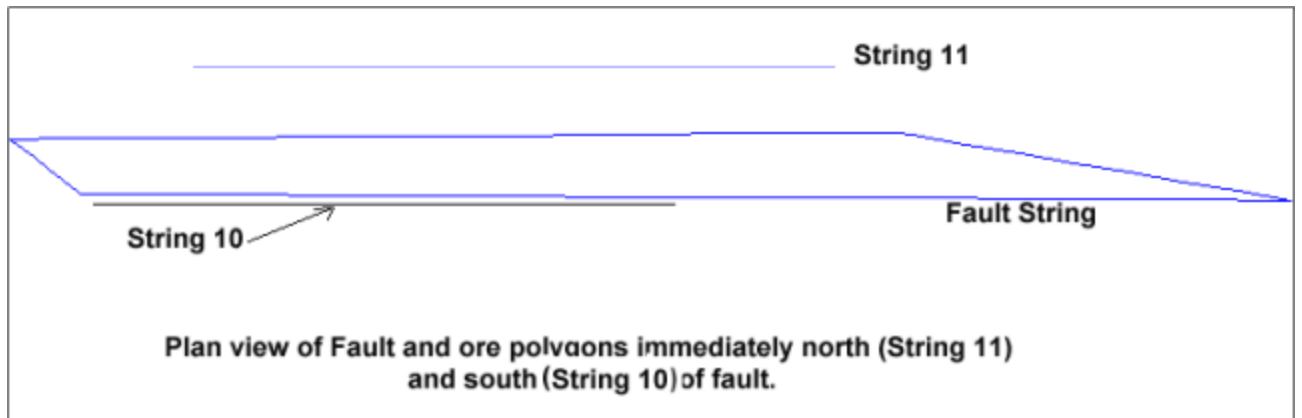 String 11
Fault String
String 10
Plan view of Fault and ore polygons immediately north (String 11)
and south (String 10) of fault.